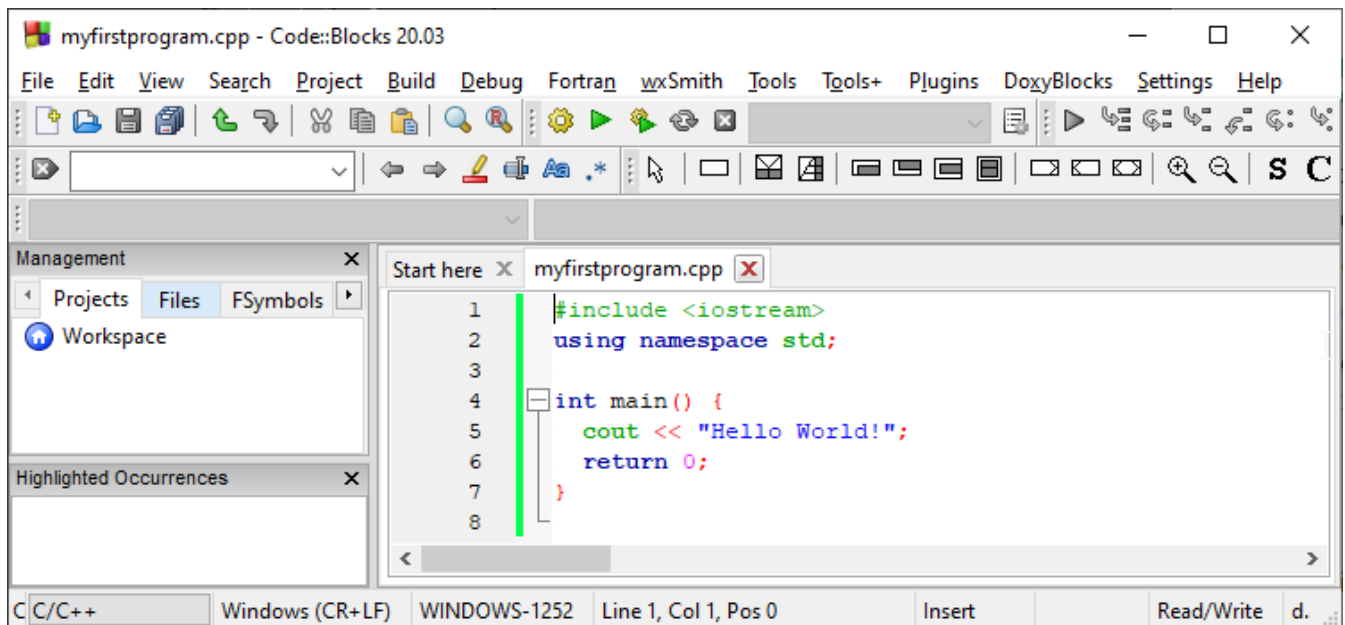 myfirstprogram.cpp - Code::Blocks 20.03
File Edit View Search Project Build Debug Fortran wxSmith Tools Tools+ Plugins DoxyBlocks Settings Help
Aa .*
S C
Management
Start here myfirstprogram.cpp
Projects Files FSymbols
Workspace
1 #include <iostream>
2 using namespace std;
3
4 int main() {
5   cout << "Hello World!";
6   return 0;
7 }
8
Highlighted Occurrences
C C/C++ Windows (CR+LF) WINDOWS-1252 Line 1, Col 1, Pos 0 Insert Read/Write d.